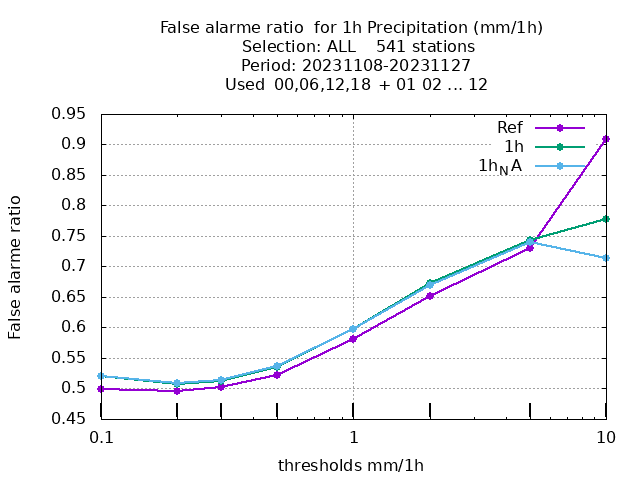 False alarme ratio  for 1h Precipitation (mm/1h)
Selection: ALL    541 stations
Period: 20231108-20231127
Used  00,06,12,18  + 01 02 ... 12
0.95
0.9
0.85
0.8
0.75
0.7
0.65
0.6
0.55
0.5
0.45
False alarme ratio
Ref
1h
1hNA
0.1
1
10
thresholds mm/1h